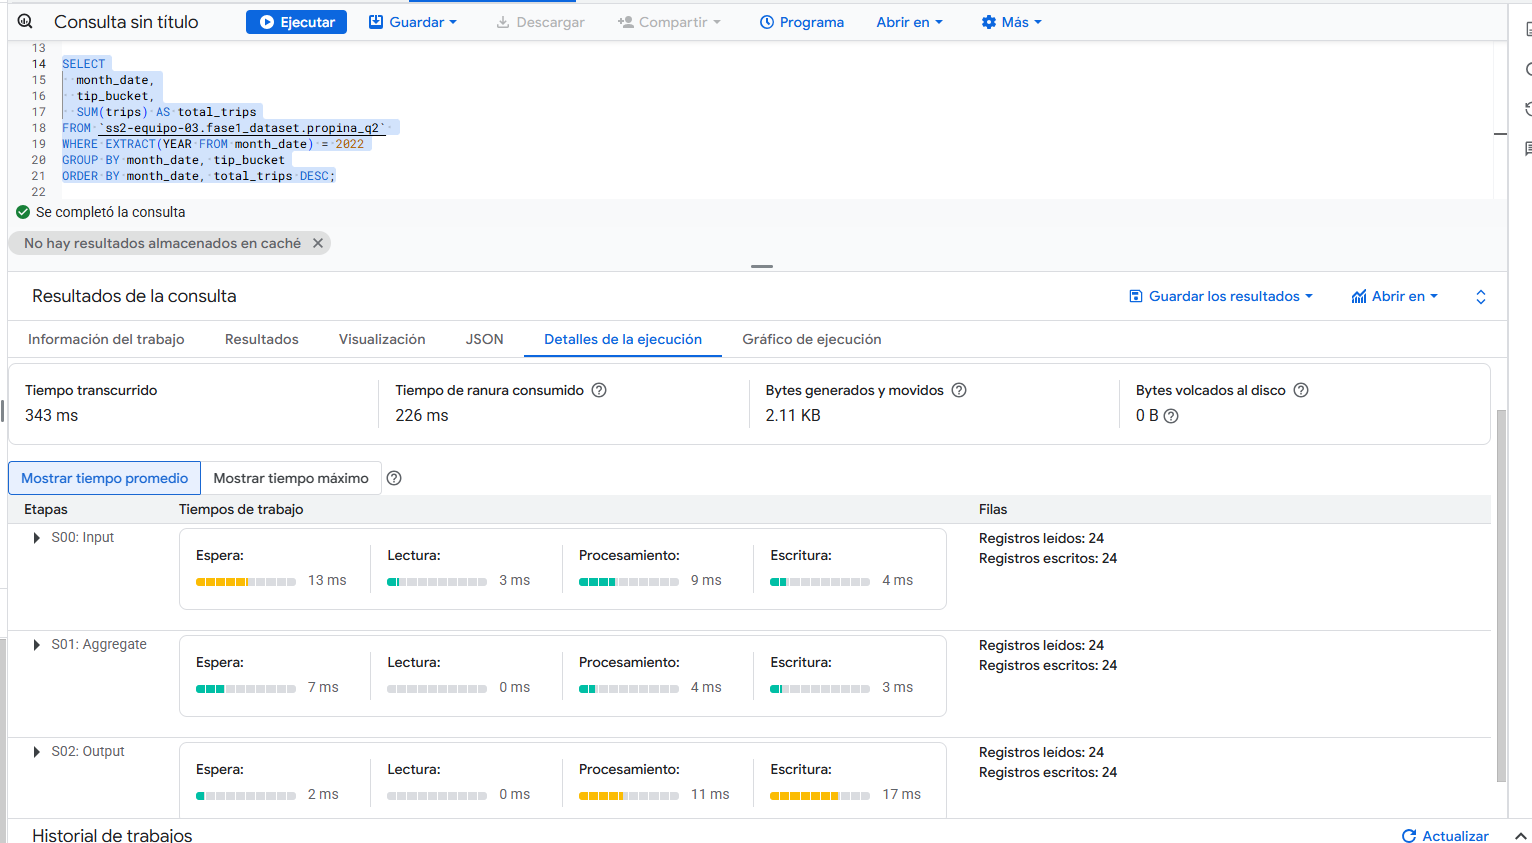 Consulta sin título Ejecutar Guardar Descargar Compartir Programa Abrir en Más
13
14 SELECT
15 month_date,
16 tip_bucket,
17 SUM(trips) AS total_trips
18 FROM `ss2-equipo-03.fase1_dataset.propina_q2`
19 WHERE EXTRACT(YEAR FROM month_date) = 2022
20 GROUP BY month_date, tip_bucket
21 ORDER BY month_date, total_trips DESC;
22
Se completó la consulta
No hay resultados almacenados en caché
Resultados de la consulta Guardar los resultados Abrir en
Información del trabajo Resultados Visualización JSON Detalles de la ejecución Gráfico de ejecución
Tiempo transcurrido Tiempo de ranura consumido Bytes generados y movidos Bytes volcados al disco
343 ms 226 ms 2.11 KB 0 B
Mostrar tiempo promedio Mostrar tiempo máximo
Etapas Tiempos de trabajo Filas
S00: Input Registros leídos: 24
Espera: Lectura: Procesamiento: Escritura: Registros escritos: 24
13 ms 3 ms 9 ms 4 ms
S01: Aggregate Registros leídos: 24
Espera: Lectura: Procesamiento: Escritura: Registros escritos: 24
7 ms 0 ms 4 ms 3 ms
S02: Output Registros leídos: 24
Espera: Lectura: Procesamiento: Escritura: Registros escritos: 24
2 ms 0 ms 11 ms 17 ms
Historial de trabajos Actualizar